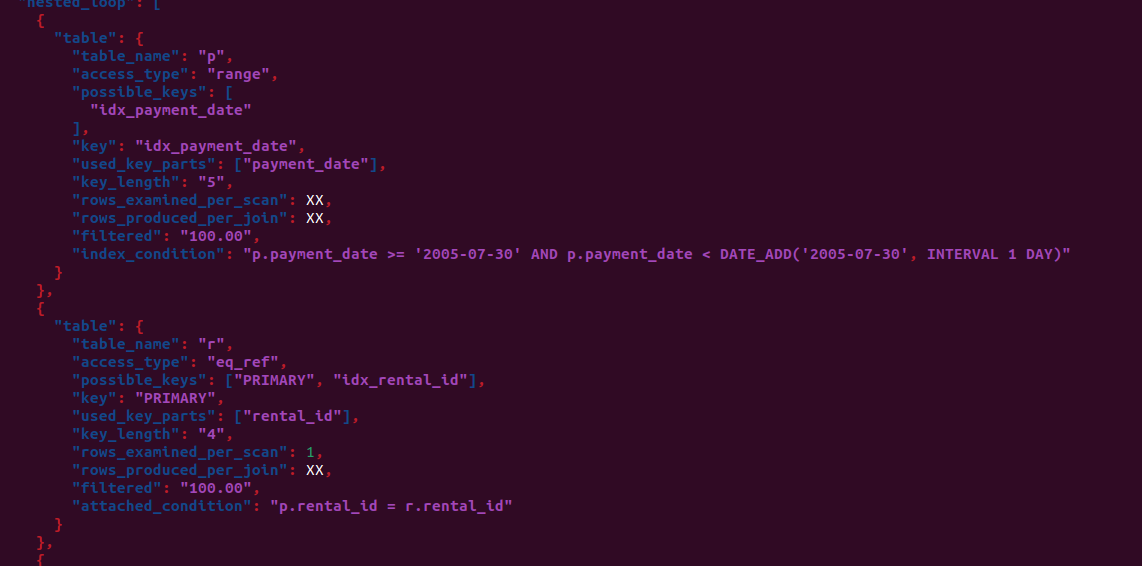 "nested_loop": [
{
"table": {
"table_name": "p",
"access_type": "range",
"possible_keys": [
"idx_payment_date"
],
"key": "idx_payment_date",
"used_key_parts": ["payment_date"],
"key_length": "5",
"rows_examined_per_scan": XX,
"rows_produced_per_join": XX,
"filtered": "100.00",
"index_condition": "p.payment_date >= '2005-07-30' AND p.payment_date < DATE_ADD('2005-07-30', INTERVAL 1 DAY)"
}
},
{
"table": {
"table_name": "r",
"access_type": "eq_ref",
"possible_keys": ["PRIMARY", "idx_rental_id"],
"key": "PRIMARY",
"used_key_parts": ["rental_id"],
"key_length": "4",
"rows_examined_per_scan": 1,
"rows_produced_per_join": XX,
"filtered": "100.00",
"attached_condition": "p.rental_id = r.rental_id"
}
},
{